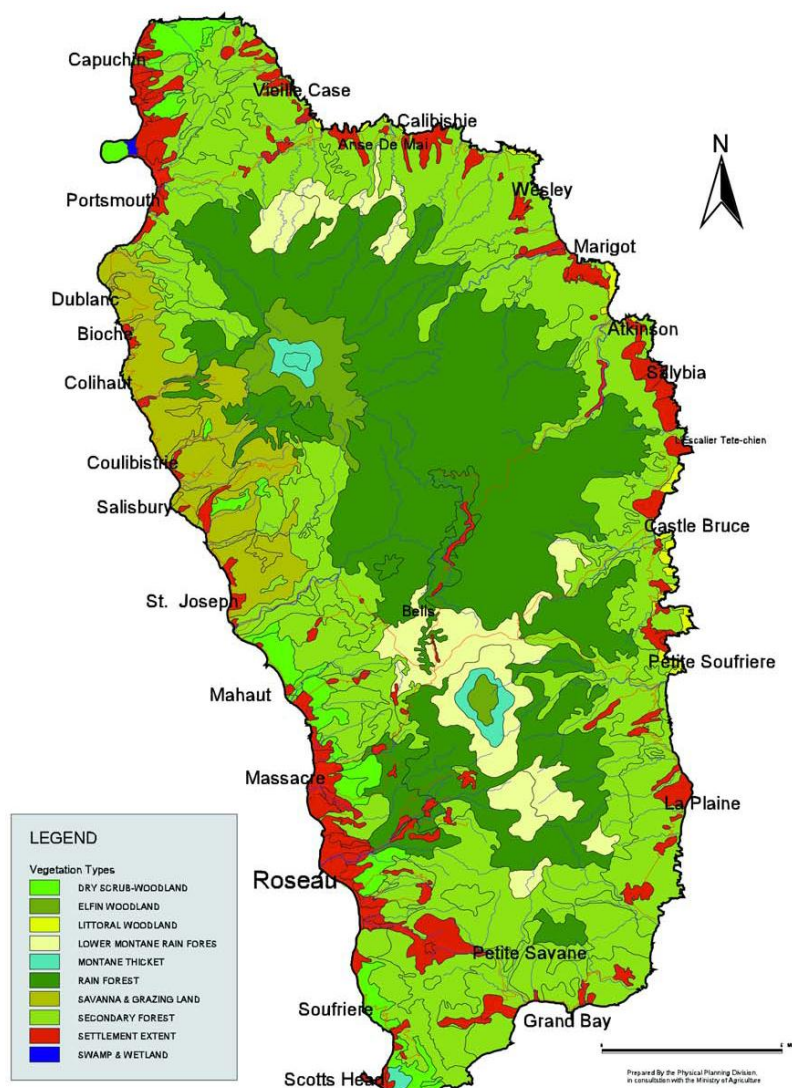 Capuchin
Vieille Case
Calibishie
Anse De Mai
N
Portsmouth
Wesley
Marigot
Dublanc
Bioche
Atkinson
Colihaut
Salybia
L'Escalier Tete-chien
Coulibistrie
Salisbury
Castle Bruce
St. Joseph
Bells
Petite Soufriere
Mahaut
Massacre
La Plaine
LEGEND
Vegetation Types
DRY SCRUB-WOODLAND
ELFIN WOODLAND
LITTORAL WOODLAND
LOWER MONTANE RAIN FORES
MONTANE THICKET
RAIN FOREST
SAVANNA & GRAZING LAND
SECONDARY FOREST
SETTLEMENT EXTENT
SWAMP & WETLAND
Roseau
Petite Savane
Soufriere
Grand Bay
Scotts Head
Prepared By the Physical Planning Division,
in consultation with the Ministry of Agriculture